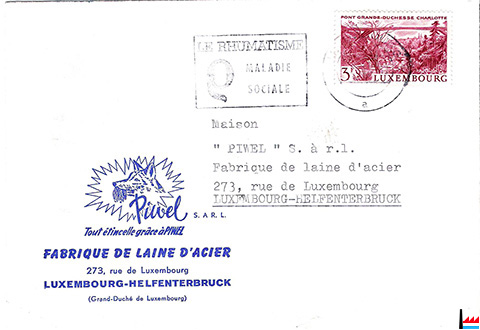 LE RHUMATISME
MALADIE
SOCIALE
PONT GRANDE-DUCHESSE CHARLOTTE
3F LUXEMBOURG
a
Maison
" PIWEL " S. à r.l.
Fabrique de laine d'acier
273, rue de Luxembourg
LUXEMBOURG-HELFENTERBRUCK
Piwel S.A R L.
Tout étincelle grâce à PIWEL
FABRIQUE DE LAINE D'ACIER
273, rue de Luxembourg
LUXEMBOURG-HELFENTERBRUCK
(Grand-Duché de Luxembourg)